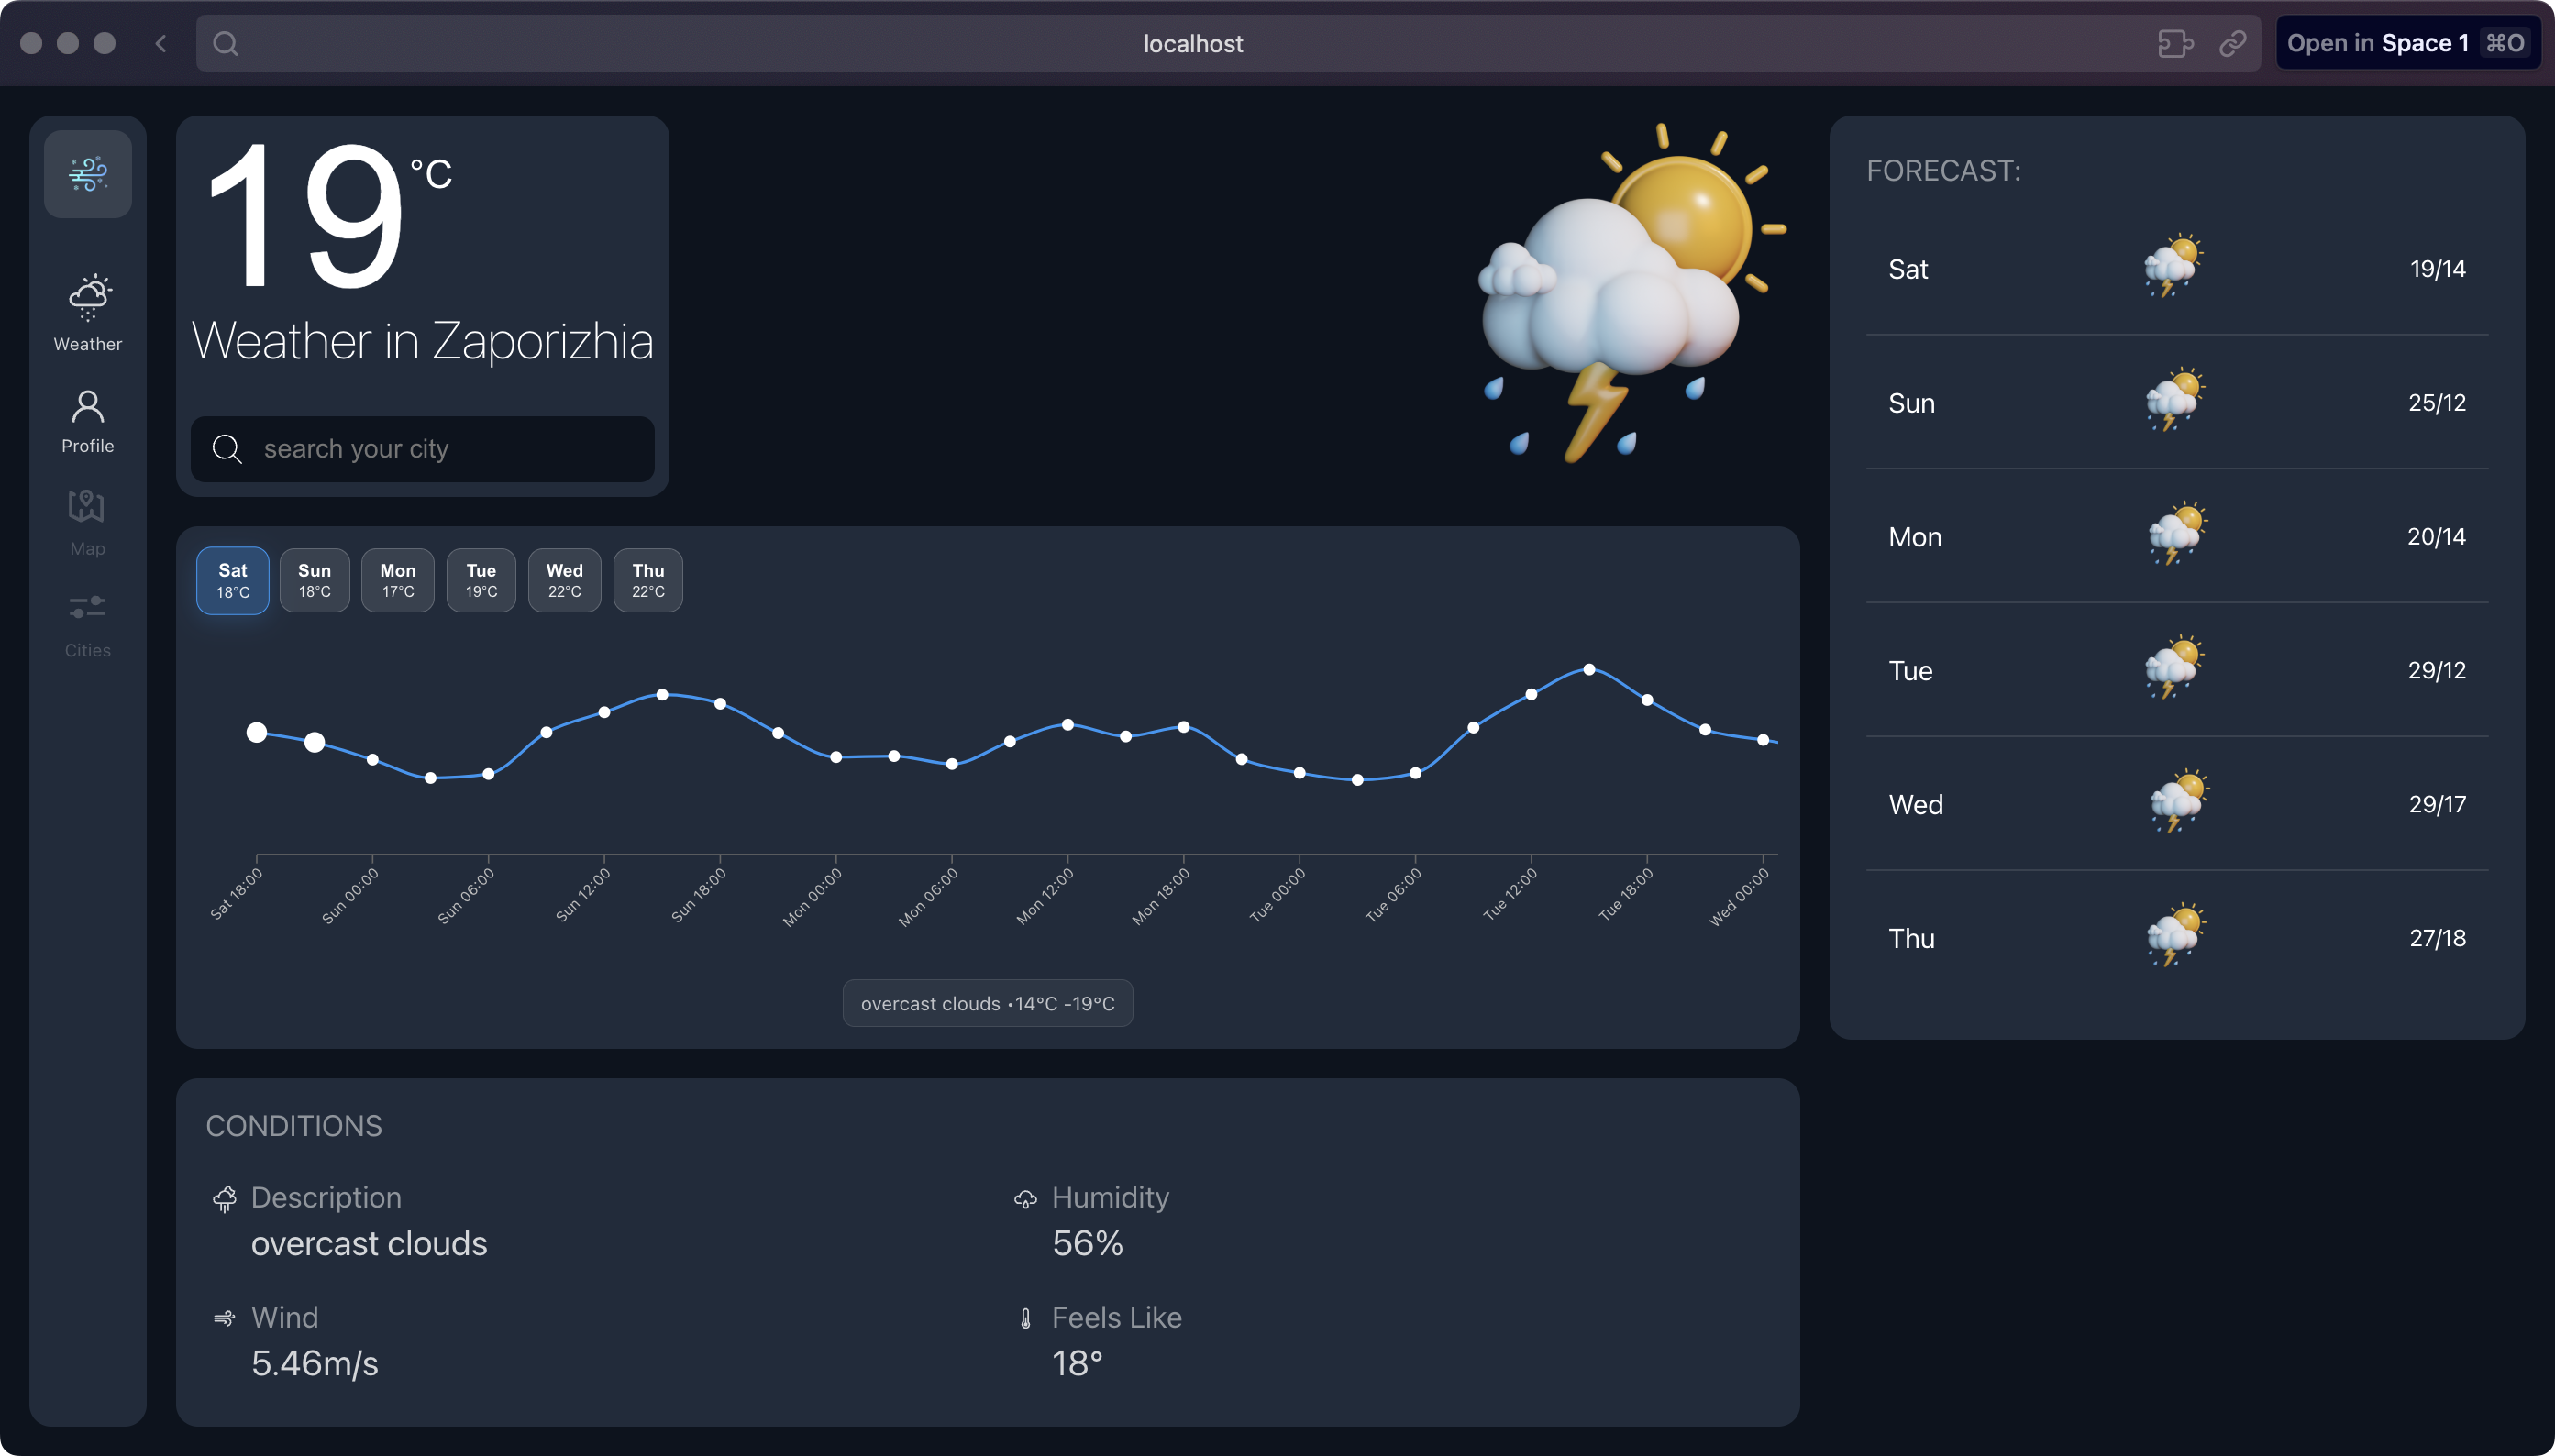 localhost
Open in Space 1 ⌘O
Weather
Profile
Map
Cities
19°C
Weather in Zaporizhia
search your city
Sat
18°C
Sun
18°C
Mon
17°C
Tue
19°C
Wed
22°C
Thu
22°C
Sat 18:00
Sun 00:00
Sun 06:00
Sun 12:00
Sun 18:00
Mon 00:00
Mon 06:00
Mon 12:00
Mon 18:00
Tue 00:00
Tue 06:00
Tue 12:00
Tue 18:00
Wed 00:00
overcast clouds •14°C -19°C
CONDITIONS
Description
overcast clouds
Humidity
56%
Wind
5.46m/s
Feels Like
18°
FORECAST:
Sat 19/14
Sun 25/12
Mon 20/14
Tue 29/12
Wed 29/17
Thu 27/18